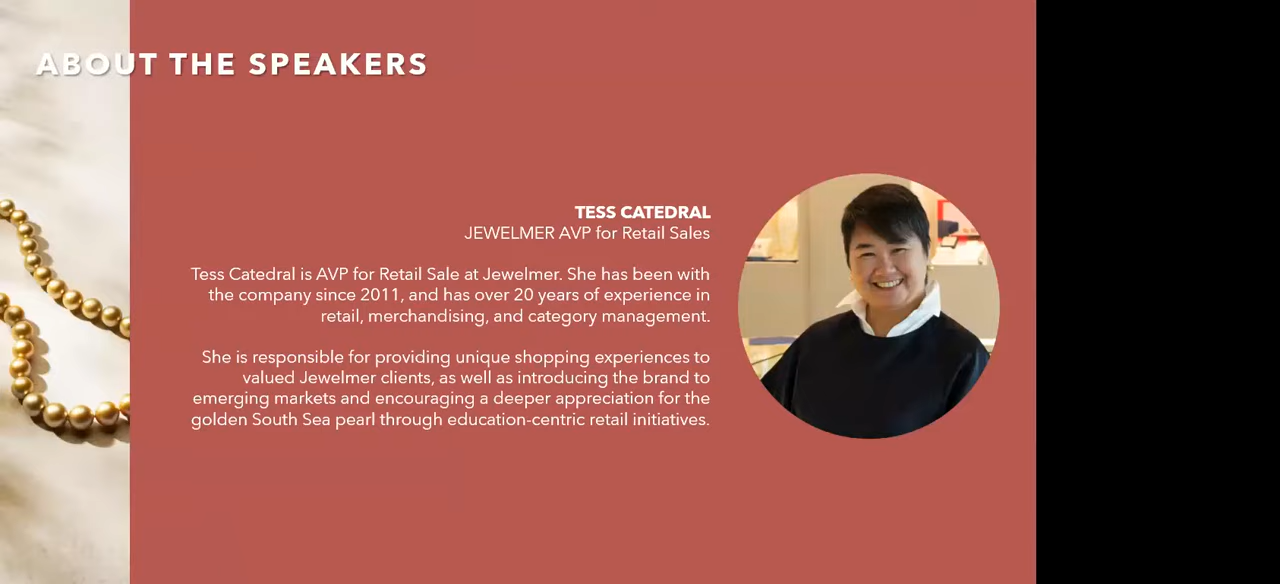 ABOUT THE SPEAKERS
TESS CATEDRAL
JEWELMER AVP for Retail Sales
Tess Catedral is AVP for Retail Sale at Jewelmer. She has been with
the company since 2011, and has over 20 years of experience in
retail, merchandising, and category management.
She is responsible for providing unique shopping experiences to
valued Jewelmer clients, as well as introducing the brand to
emerging markets and encouraging a deeper appreciation for the
golden South Sea pearl through education-centric retail initiatives.